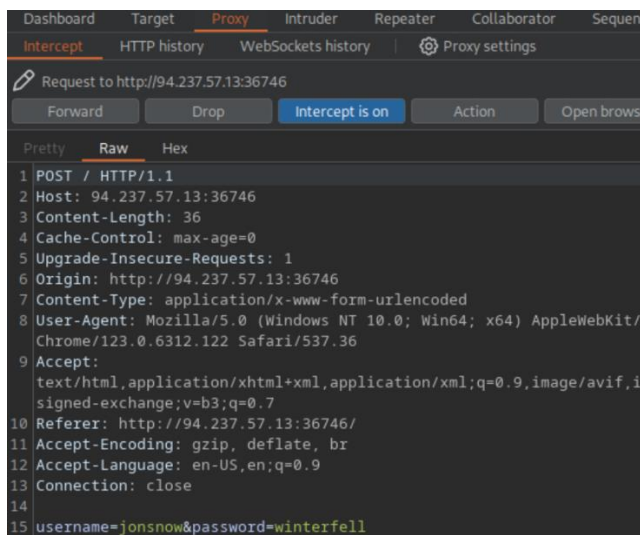 Dashboard Target Proxy Intruder Repeater Collaborator Sequen
Intercept HTTP history WebSockets history Proxy settings
Request to http://94.237.57.13:36746
Forward Drop Intercept is on Action Open brows
Pretty Raw Hex
1 POST / HTTP/1.1
2 Host: 94.237.57.13:36746
3 Content-Length: 36
4 Cache-Control: max-age=0
5 Upgrade-Insecure-Requests: 1
6 Origin: http://94.237.57.13:36746
7 Content-Type: application/x-www-form-urlencoded
8 User-Agent: Mozilla/5.0 (Windows NT 10.0; Win64; x64) AppleWebKit/
Chrome/123.0.6312.122 Safari/537.36
9 Accept:
text/html,application/xhtml+xml,application/xml;q=0.9,image/avif,i
signed-exchange;v=b3;q=0.7
10 Referer: http://94.237.57.13:36746/
11 Accept-Encoding: gzip, deflate, br
12 Accept-Language: en-US,en;q=0.9
13 Connection: close
14
15 username=jonsnow&password=winterfell